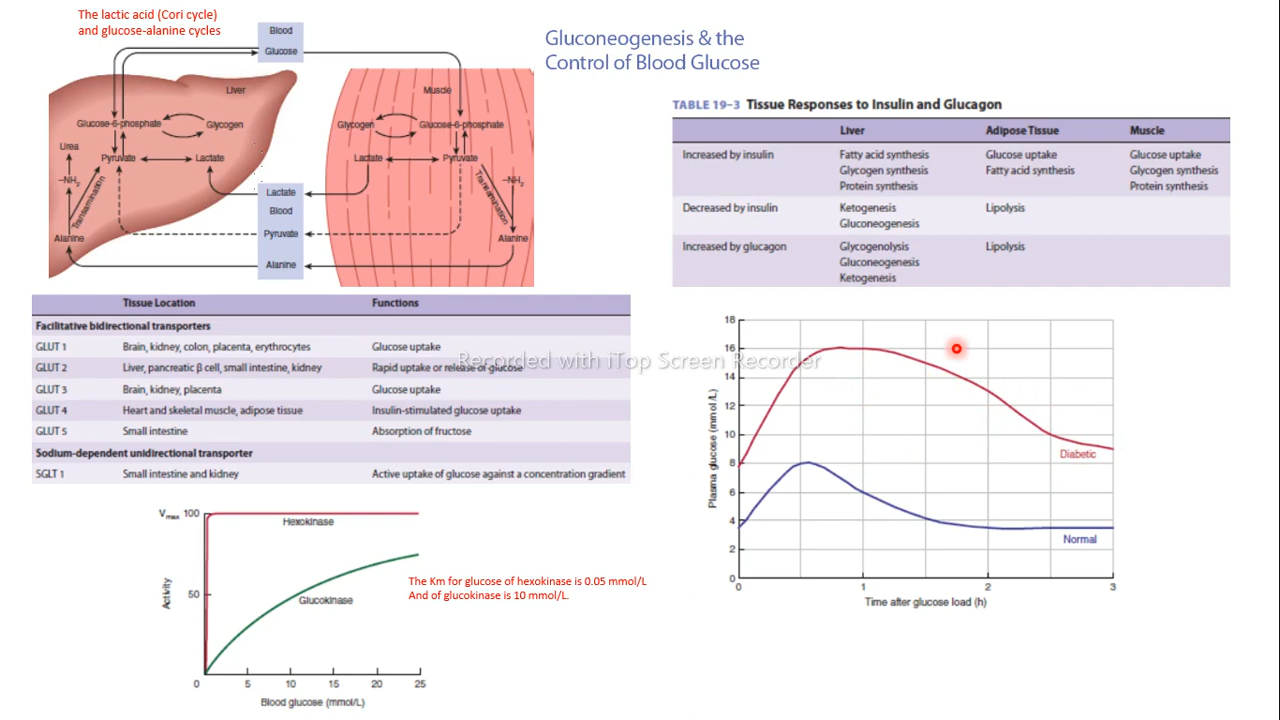 The lactic acid (Cori cycle)
and glucose-alanine cycles
Gluconeogenesis & the
Control of Blood Glucose
Blood
Glucose
Liver
Muscle
Glucose-6-phosphate
Glycogen
Glycogen
Glucose-6-phosphate
Urea
Pyruvate
Lactate
Lactate
Pyruvate
–NH2
Transamination
Lactate
Transamination
–NH2
Blood
Pyruvate
Alanine
Alanine
Alanine
TABLE 19–3 Tissue Responses to Insulin and Glucagon
Liver Adipose Tissue Muscle
Increased by insulin Fatty acid synthesis Glucose uptake Glucose uptake
Glycogen synthesis Fatty acid synthesis Glycogen synthesis
Protein synthesis Protein synthesis
Decreased by insulin Ketogenesis Lipolysis
Gluconeogenesis
Increased by glucagon Glycogenolysis Lipolysis
Gluconeogenesis
Ketogenesis
Tissue Location Functions
Facilitative bidirectional transporters
GLUT 1 Brain, kidney, colon, placenta, erythrocytes Glucose uptake
GLUT 2 Liver, pancreatic β cell, small intestine, kidney Rapid uptake or release of glucose
GLUT 3 Brain, kidney, placenta Glucose uptake
GLUT 4 Heart and skeletal muscle, adipose tissue Insulin-stimulated glucose uptake
GLUT 5 Small intestine Absorption of fructose
Sodium-dependent unidirectional transporter
SGLT 1 Small intestine and kidney Active uptake of glucose against a concentration gradient
Recorded with iTop Screen Recorder
Vmax 100
Hexokinase
50
Activity
Glucokinase
0 5 10 15 20 25
Blood glucose (mmol/L)
The Km for glucose of hexokinase is 0.05 mmol/L
And of glucokinase is 10 mmol/L.
18
16
14
12
10
8
6
4
2
0
Plasma glucose (mmol/L)
Diabetic
Normal
0 1 2 3
Time after glucose load (h)